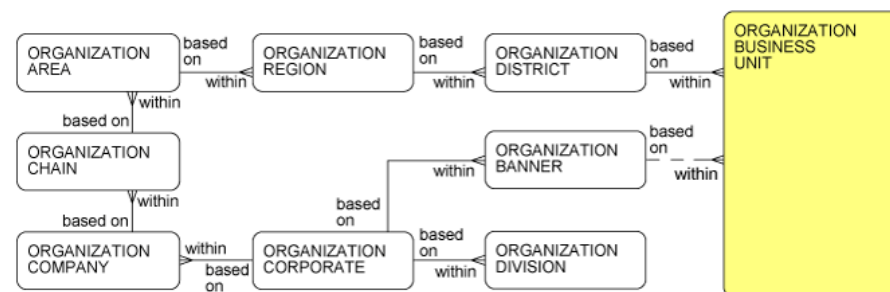 ORGANIZATION
AREA
based
on
within
ORGANIZATION
REGION
based
on
within
ORGANIZATION
DISTRICT
based
on
within
ORGANIZATION
BUSINESS
UNIT
within
based on
ORGANIZATION
CHAIN
within
based on
ORGANIZATION
COMPANY
within
based
on
ORGANIZATION
CORPORATE
based
on
within
ORGANIZATION
BANNER
based
on
within
based
on
within
ORGANIZATION
DIVISION